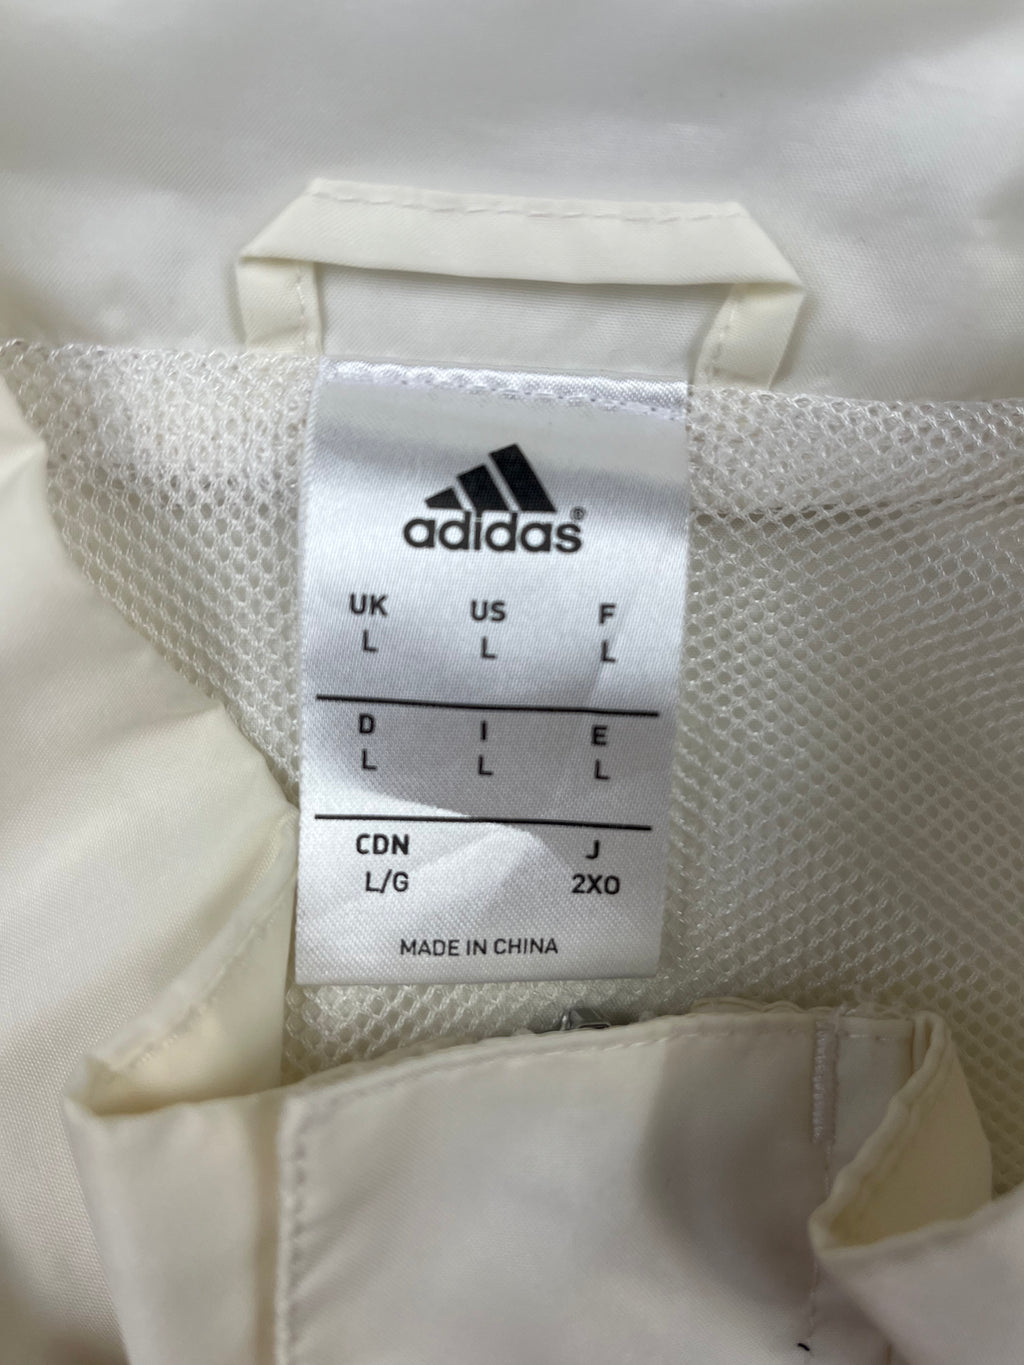 adidas®
UK US F
L L L
D I E
L L L
CDN J
L/G 2XO
MADE IN CHINA